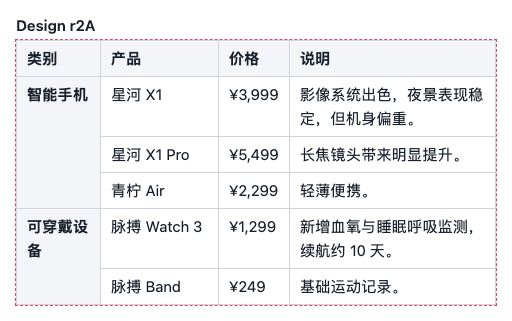 Design r2A
类别 产品 价格 说明
智能手机 星河 X1 ¥3,999 影像系统出色，夜景表现稳
定，但机身偏重。
星河 X1 Pro ¥5,499 长焦镜头带来明显提升。
青柠 Air ¥2,299 轻薄便携。
可穿戴设 脉搏 Watch 3 ¥1,299 新增血氧与睡眠呼吸监测，
备 续航约 10 天。
脉搏 Band ¥249 基础运动记录。